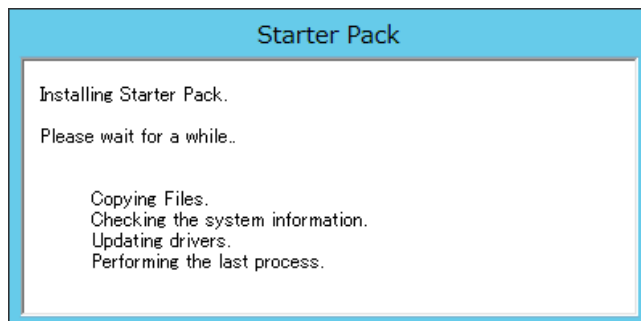 Starter Pack
Installing Starter Pack.
Please wait for a while..
Copying Files.
Checking the system information.
Updating drivers.
Performing the last process.